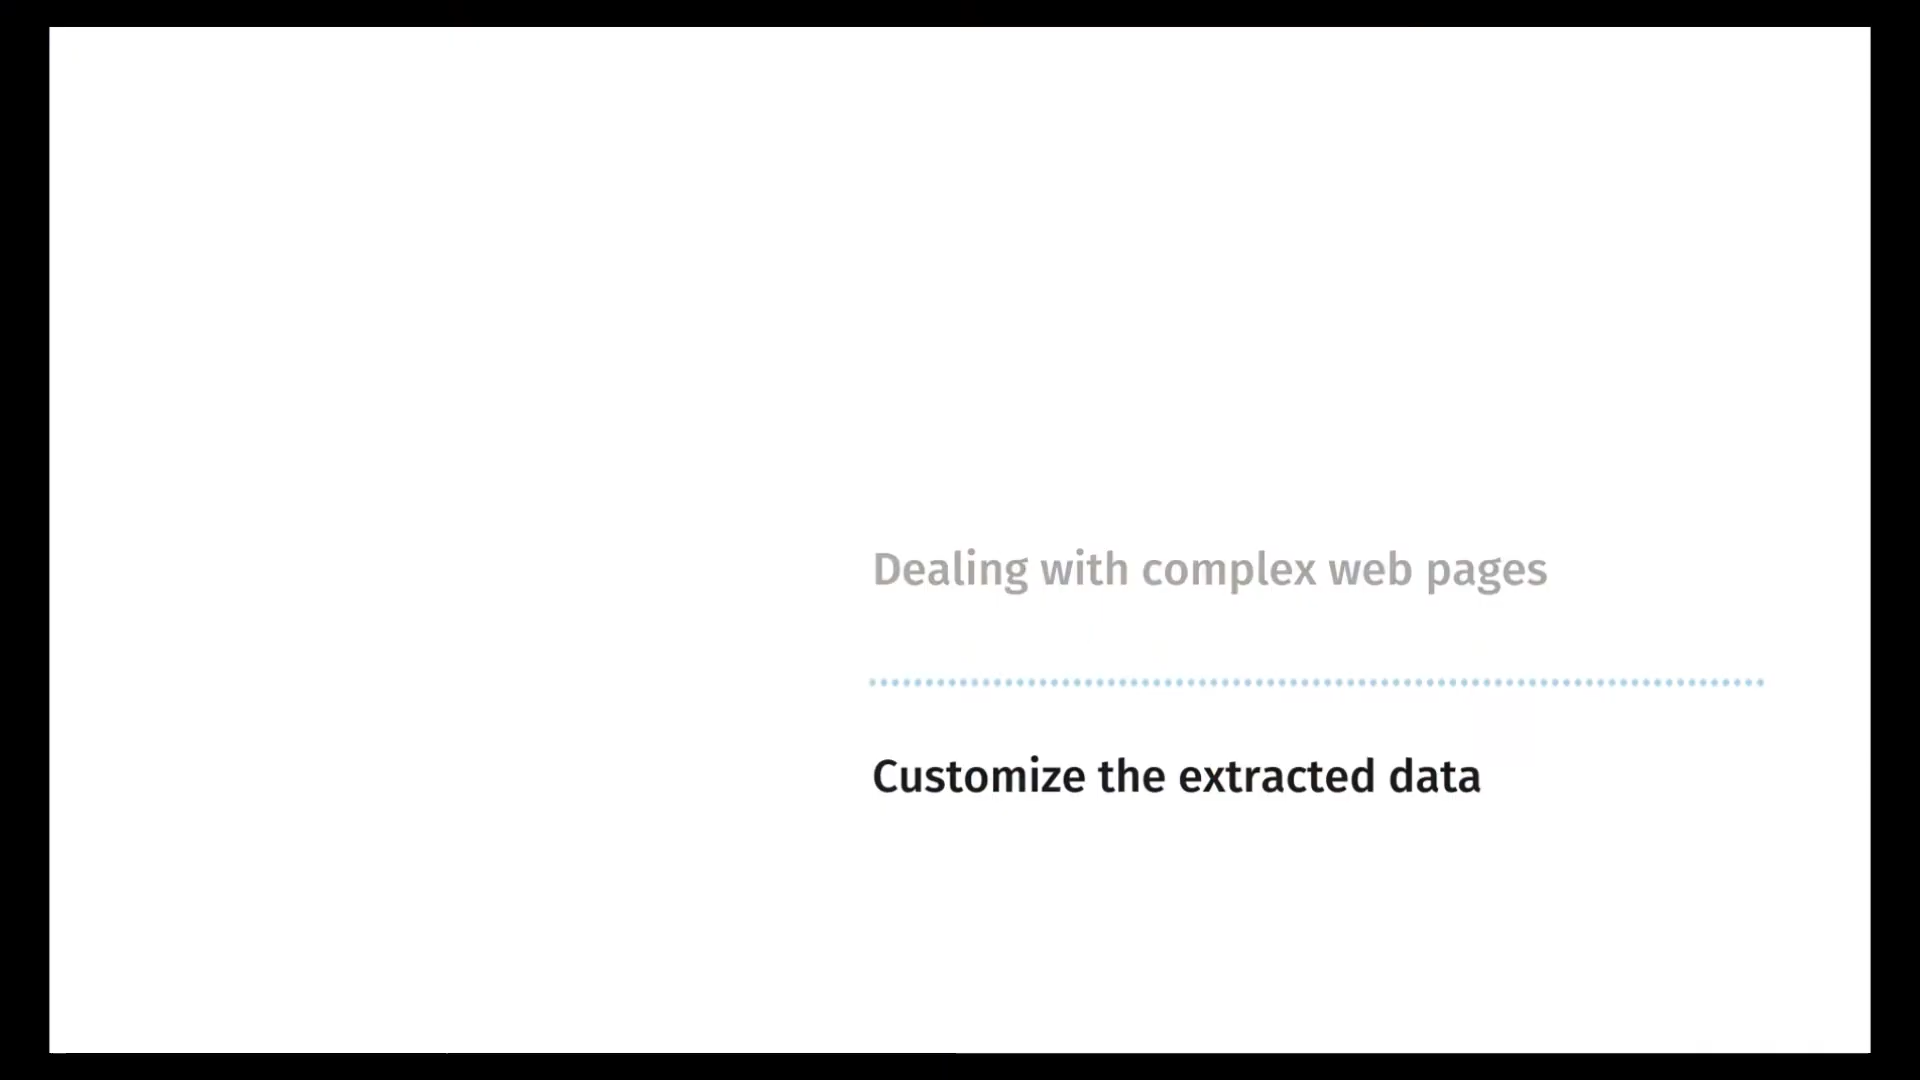 Dealing with complex web pages
Customize the extracted data